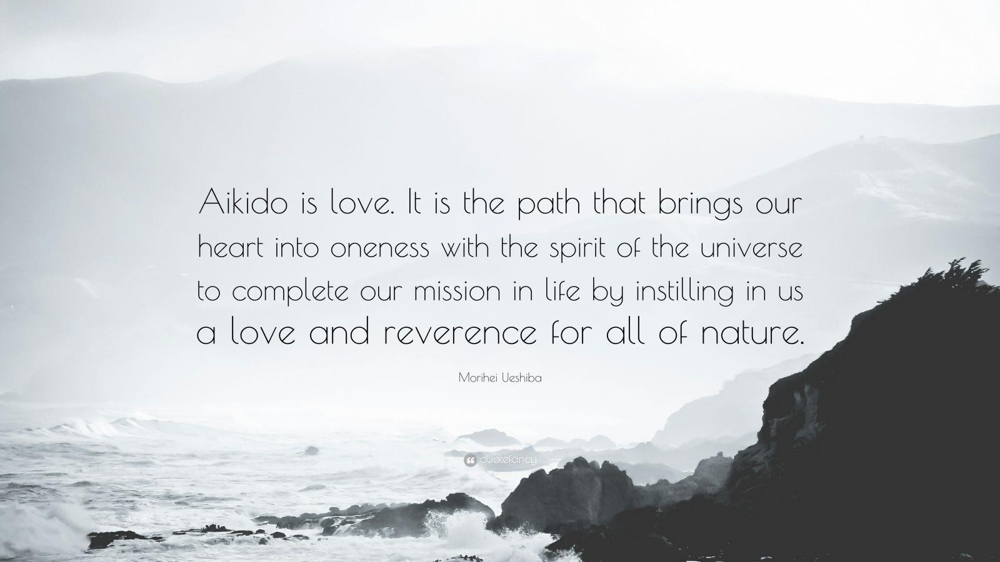 Aikido is love. It is the path that brings our
heart into oneness with the spirit of the universe
to complete our mission in life by instilling in us
a love and reverence for all of nature.
Morihei Ueshiba
quotefancy